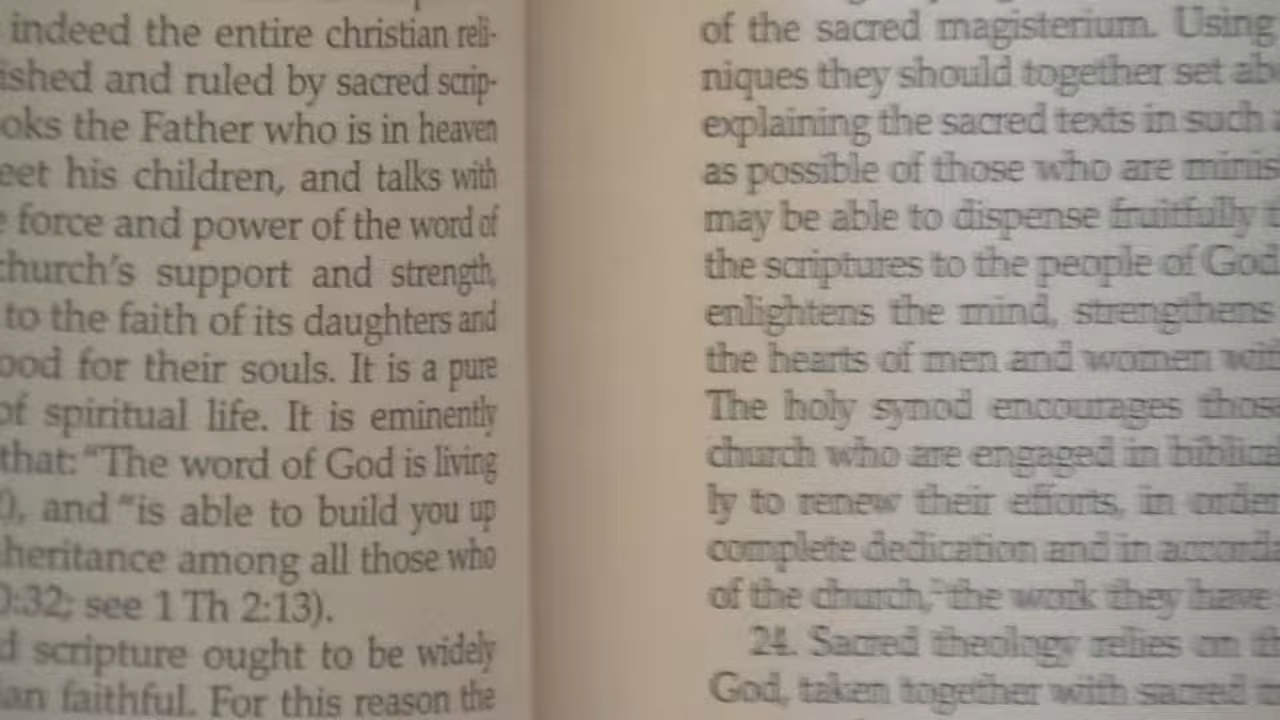 indeed the entire christian reli-
ished and ruled by sacred scrip-
oks the Father who is in heaven
eet his children, and talks with
force and power of the word of
church's support and strength,
to the faith of its daughters and
ood for their souls. It is a pure
of spiritual life. It is eminently
that: "The word of God is living
), and "is able to build you up
heritance among all those who
0:32; see 1 Th 2:13).
d scripture ought to be widely
an faithful. For this reason the
of the sacred magisterium. Using
niques they should together set ab
explaining the sacred texts in such
as possible of those who are minis
may be able to dispense fruitfully
the scriptures to the people of God
enlightens the mind, strengthens
the hearts of men and women wit
The holy synod encourages those
church who are engaged in biblica
ly to renew their efforts, in order
complete dedication and in accorda
of the church," the work they have
24. Sacred theology relies on th
God, taken together with sacred